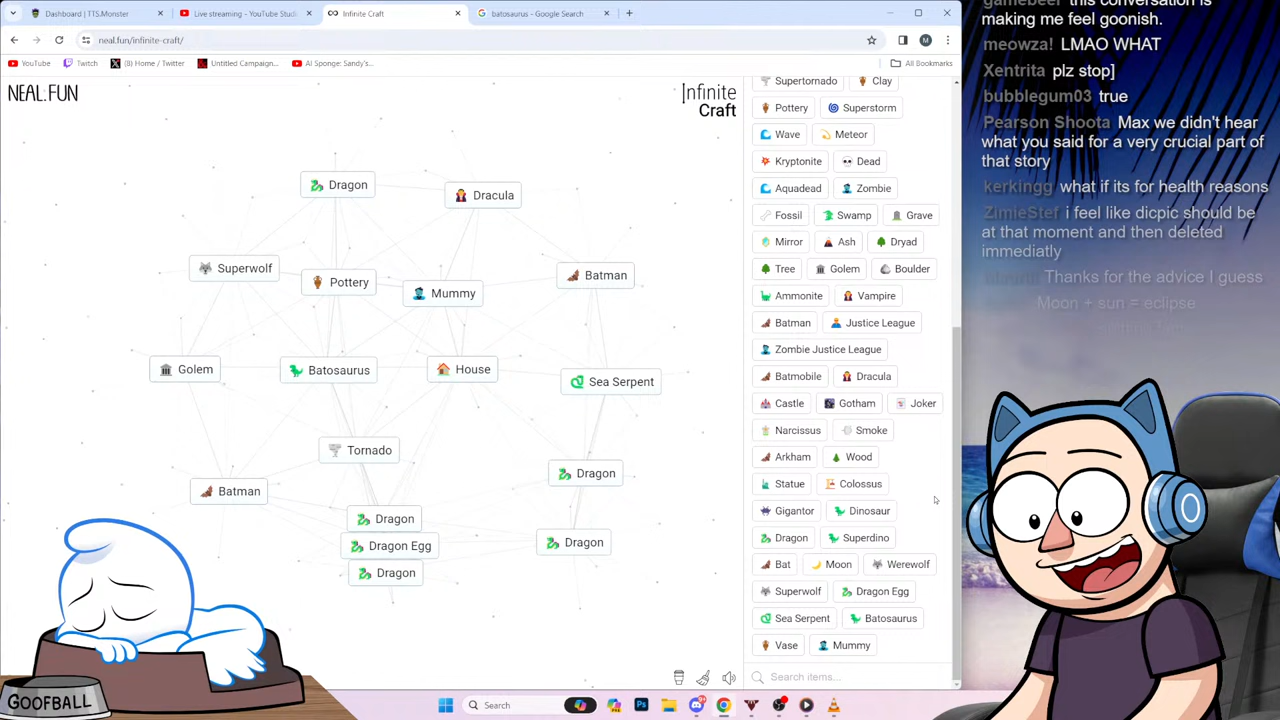 Dashboard | TTS.Monster
Live streaming - YouTube Studi
Infinite Craft
batosaurus - Google Search
neal.fun/infinite-craft/
YouTube
Twitch
(8) Home / Twitter
Untitled Campaign...
AI Sponge: Sandy's...
All Bookmarks
NEAL.FUN
Infinite
Craft
Dragon
Dracula
Superwolf
Pottery
Mummy
Batman
Golem
Batosaurus
House
Sea Serpent
Tornado
Dragon
Batman
Dragon
Dragon Egg
Dragon
Dragon
Supertornado Clay
Pottery Superstorm
Wave Meteor
Kryptonite Dead
Aquadead Zombie
Fossil Swamp Grave
Mirror Ash Dryad
Tree Golem Boulder
Ammonite Vampire
Batman Justice League
Zombie Justice League
Batmobile Dracula
Castle Gotham Joker
Narcissus Smoke
Arkham Wood
Statue Colossus
Gigantor Dinosaur
Dragon Superdino
Bat Moon Werewolf
Superwolf Dragon Egg
Sea Serpent Batosaurus
Vase Mummy
Search items...
gamebeer this conversation is
making me feel goonish.
meowza! LMAO WHAT
Xentrita plz stop]
bubblegum03 true
Pearson Shoota Max we didn't hear
what you said for a very crucial part of
that story
kerkingg what if its for health reasons
ZimieStef i feel like dicpic should be
at that moment and then deleted
immediatly
Thanks for the advice I guess
Moon + sun = eclipse
GOOFBALL
Search